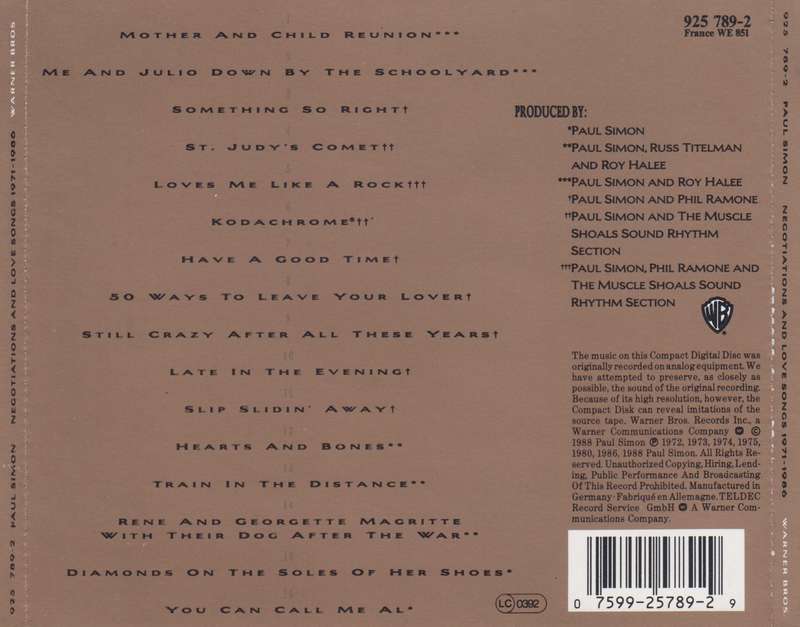 925 789-2 PAUL SIMON NEGOTIATIONS AND LOVE SONGS 1971-1986 WARNER BROS
MOTHER AND CHILD REUNION***
ME AND JULIO DOWN BY THE SCHOOLYARD***
SOMETHING SO RIGHT†
ST. JUDY'S COMET††
LOVES ME LIKE A ROCK†††
KODACHROME®††
HAVE A GOOD TIME†
50 WAYS TO LEAVE YOUR LOVER†
STILL CRAZY AFTER ALL THESE YEARS†
10
LATE IN THE EVENING†
SLIP SLIDIN' AWAY†
HEARTS AND BONES**
TRAIN IN THE DISTANCE**
RENE AND GEORGETTE MAGRITTE
WITH THEIR DOG AFTER THE WAR**
DIAMONDS ON THE SOLES OF HER SHOES*
YOU CAN CALL ME AL*
925 789-2
France WE 851
PRODUCED BY:
*PAUL SIMON
**PAUL SIMON, RUSS TITELMAN
AND ROY HALEE
***PAUL SIMON AND ROY HALEE
†PAUL SIMON AND PHIL RAMONE
††PAUL SIMON AND THE MUSCLE
SHOALS SOUND RHYTHM
SECTION
†††PAUL SIMON, PHIL RAMONE AND
THE MUSCLE SHOALS SOUND
RHYTHM SECTION
WB
The music on this Compact Digital Disc was
originally recorded on analog equipment. We
have attempted to preserve, as closely as
possible, the sound of the original recording.
Because of its high resolution, however, the
Compact Disk can reveal imitations of the
source tape. Warner Bros. Records Inc., a
Warner Communications Company ©
1988 Paul Simon ℗ 1972, 1973, 1974, 1975,
1980, 1986, 1988 Paul Simon. All Rights Re-
served. Unauthorized Copying, Hiring, Lend-
ing, Public Performance And Broadcasting
Of This Record Prohibited. Manufactured in
Germany · Fabriqué en Allemagne. TELDEC
Record Service GmbH A Warner Com-
munications Company.
LC 0392
0 7599-25789-2 9
925 789-2 PAUL SIMON NEGOTIATIONS AND LOVE SONGS 1971-1986 WARNER BROS